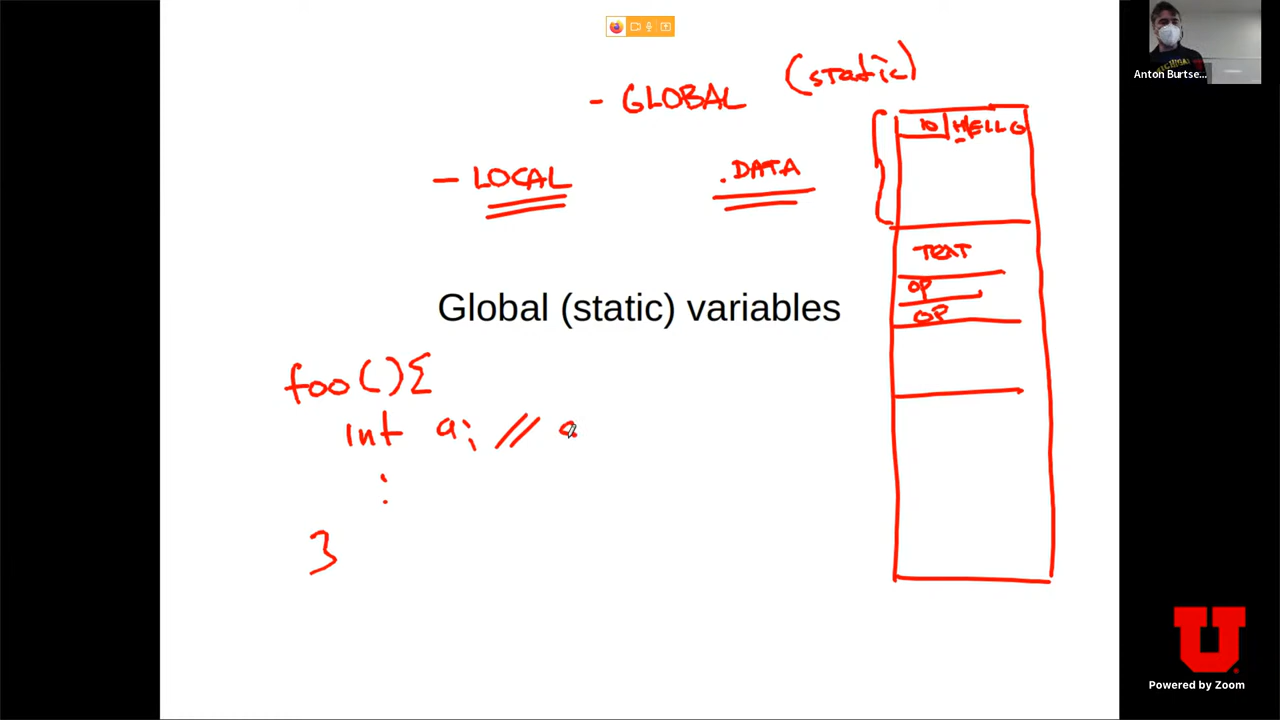 Anton Burtse...
(static)
- GLOBAL
10 HELLO
- LOCAL
.DATA
TEXT
OP
OP
Global (static) variables
foo(){
int a; // a
:
}
U
Powered by Zoom